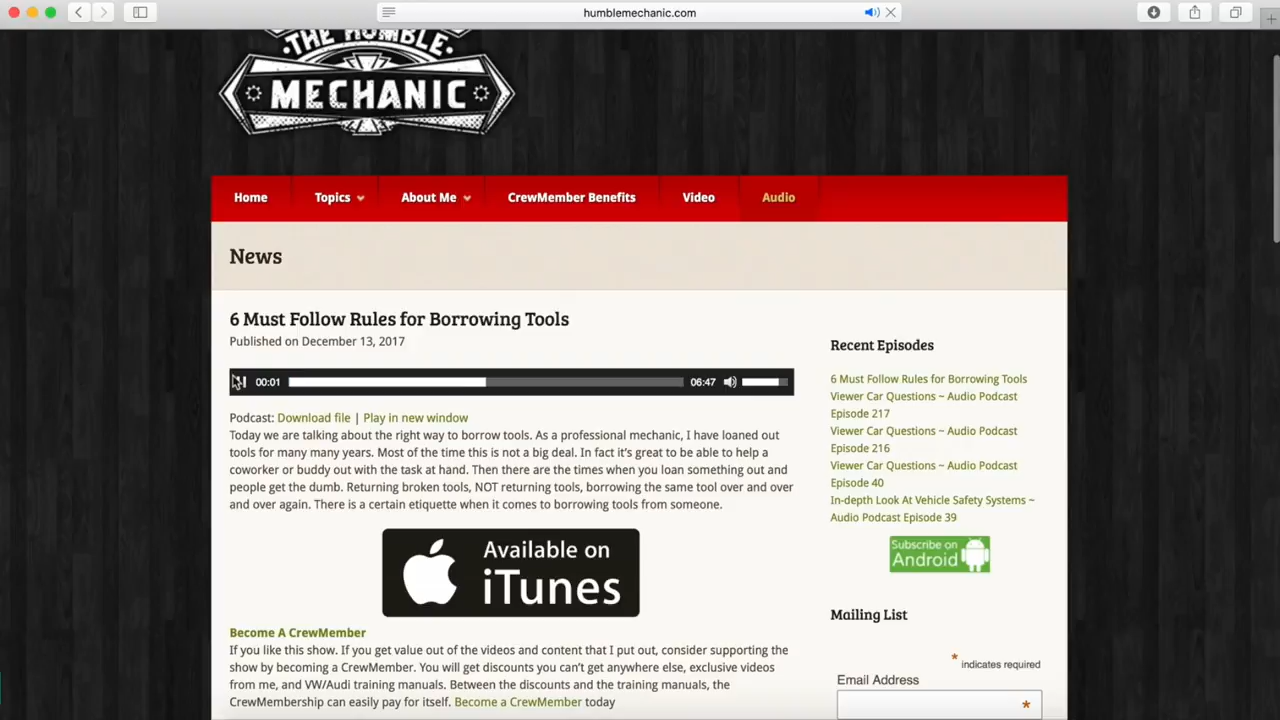 humblemechanic.com
THE HUMBLE
MECHANIC
Home Topics About Me CrewMember Benefits Video Audio
News
6 Must Follow Rules for Borrowing Tools
Published on December 13, 2017
00:01 06:47
Podcast: Download file | Play in new window
Today we are talking about the right way to borrow tools. As a professional mechanic, I have loaned out
tools for many many years. Most of the time this is not a big deal. In fact it's great to be able to help a
coworker or buddy out with the task at hand. Then there are the times when you loan something out and
people get the dumb. Returning broken tools, NOT returning tools, borrowing the same tool over and over
and over again. There is a certain etiquette when it comes to borrowing tools from someone.
Available on
iTunes
Become A CrewMember
If you like this show. If you get value out of the videos and content that I put out, consider supporting the
show by becoming a CrewMember. You will get discounts you can't get anywhere else, exclusive videos
from me, and VW/Audi training manuals. Between the discounts and the training manuals, the
CrewMembership can easily pay for itself. Become a CrewMember today
Recent Episodes
6 Must Follow Rules for Borrowing Tools
Viewer Car Questions ~ Audio Podcast
Episode 217
Viewer Car Questions ~ Audio Podcast
Episode 216
Viewer Car Questions ~ Audio Podcast
Episode 40
In-depth Look At Vehicle Safety Systems ~
Audio Podcast Episode 39
Subscribe on
Android
Mailing List
* indicates required
Email Address
*